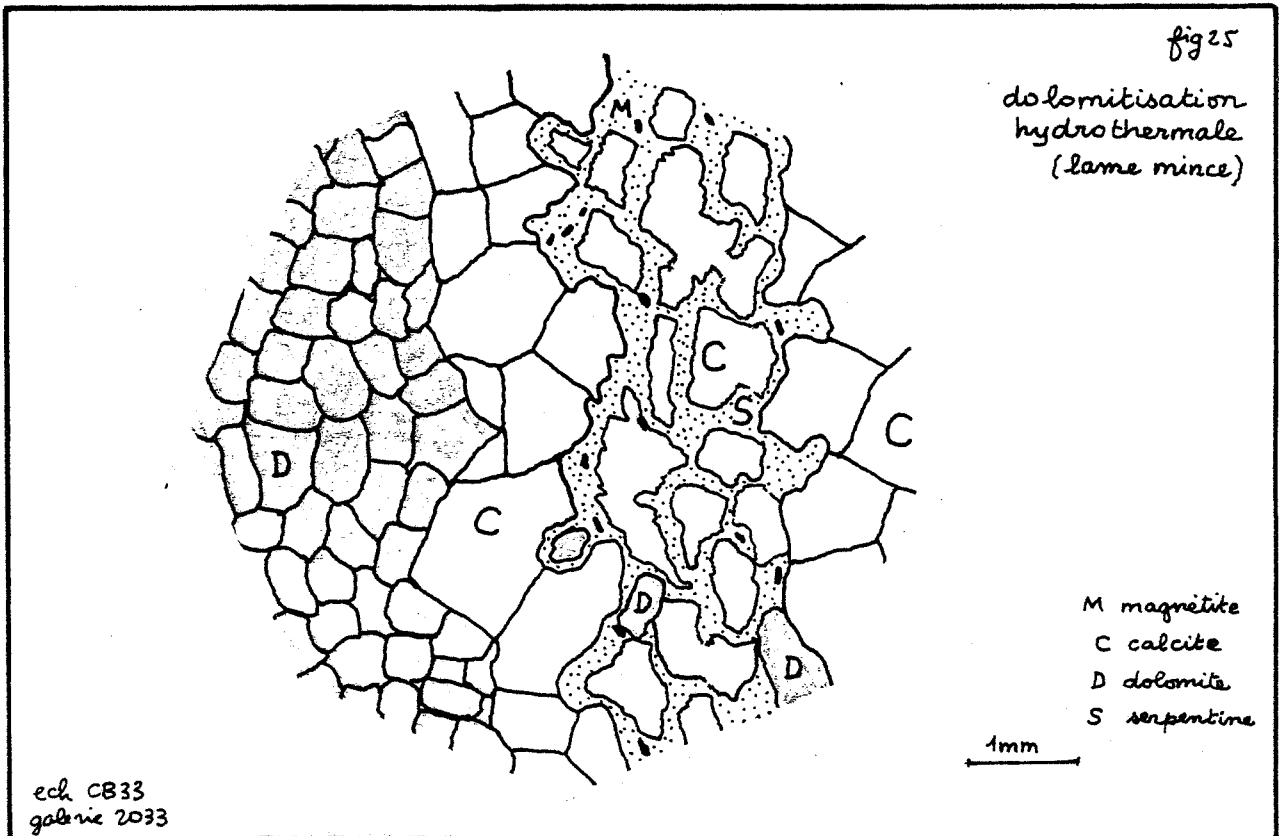 fig 25
dolomitisation
hydrothermale
(lame mince)
M
C
S
C
D
C
D
D
M magnétite
C calcite
D dolomite
S serpentine
1mm
ech CB33
galerie 2033